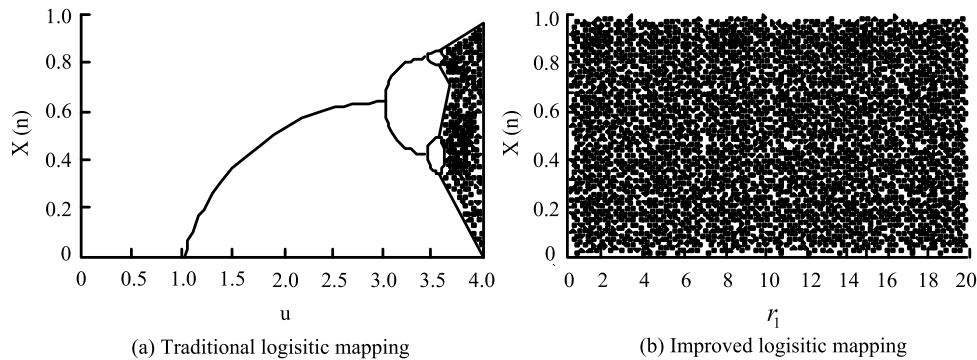 1.0
0.8
0.6
0.4
0.2
0
X (n)
0 0.5 1.0 1.5 2.0 2.5 3.0 3.5 4.0
u
(a) Traditional logisitic mapping
1.0
0.8
0.6
0.4
0.2
0
X (n)
0 2 4 6 8 10 12 14 16 18 20
r1
(b) Improved logisitic mapping